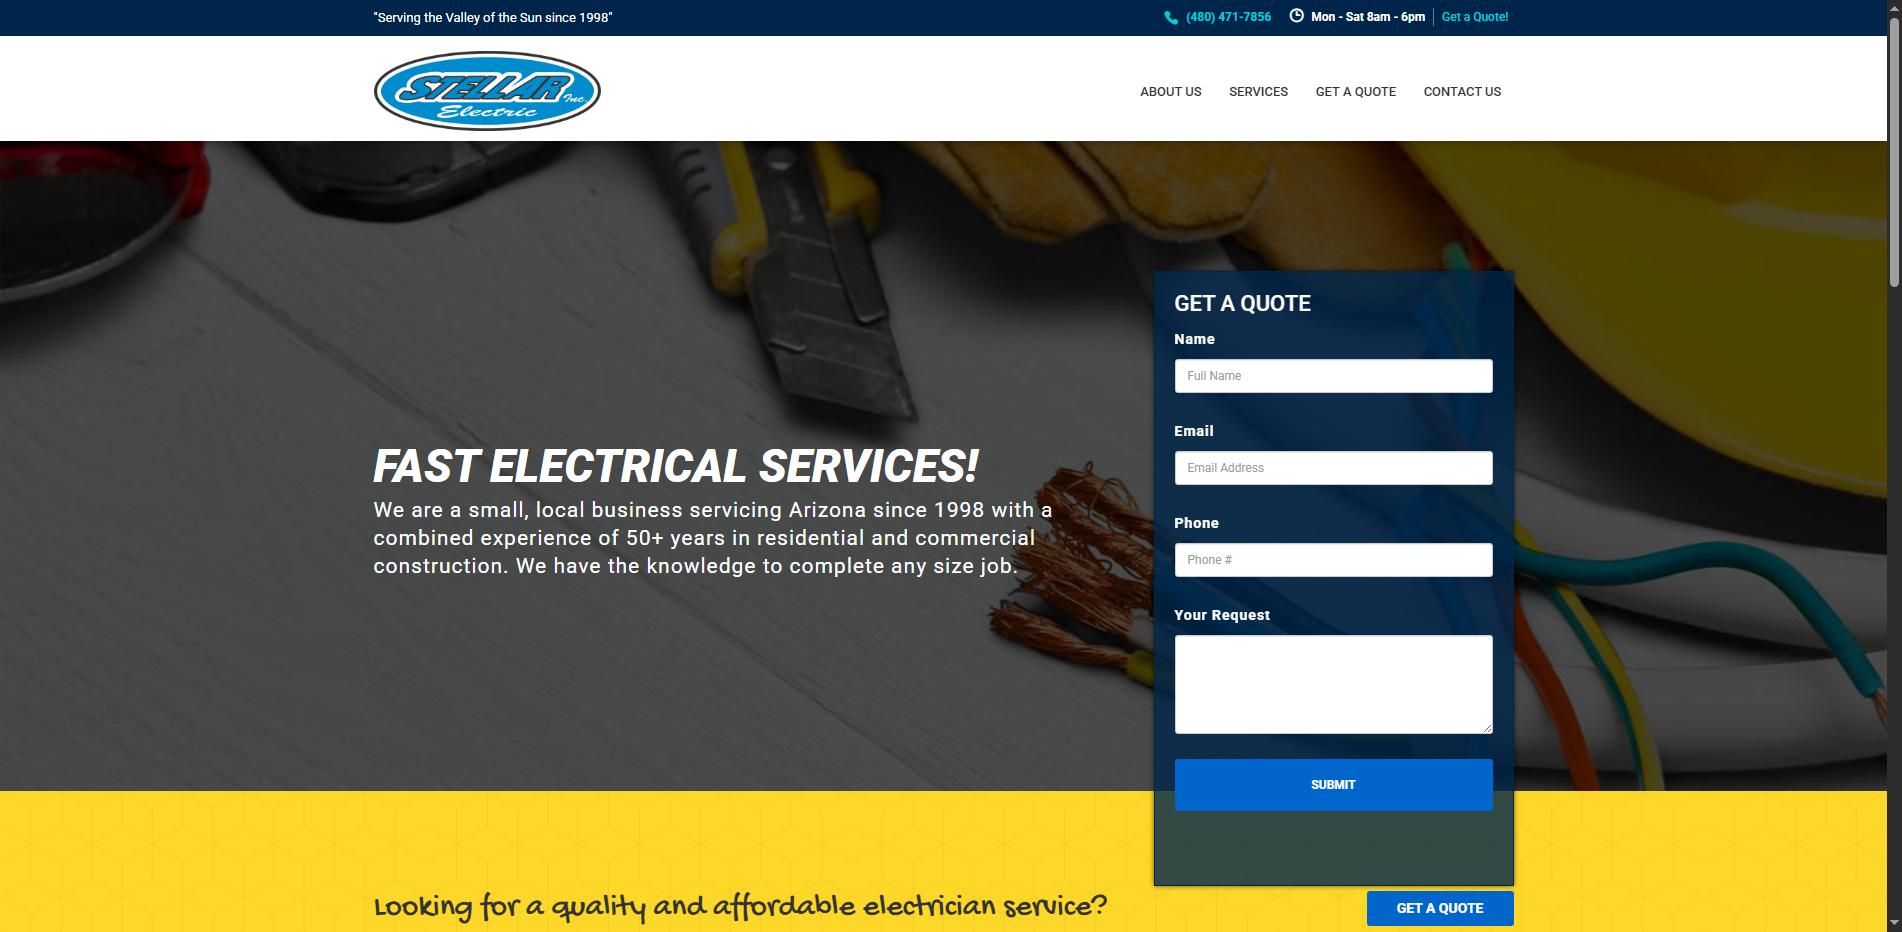 "Serving the Valley of the Sun since 1998"
(480) 471-7856
Mon - Sat 8am - 6pm
Get a Quote!
STELLAR Inc.
Electric
ABOUT US
SERVICES
GET A QUOTE
CONTACT US
FAST ELECTRICAL SERVICES!
We are a small, local business servicing Arizona since 1998 with a
combined experience of 50+ years in residential and commercial
construction. We have the knowledge to complete any size job.
GET A QUOTE
Name
Full Name
Email
Email Address
Phone
Phone #
Your Request
SUBMIT
Looking for a quality and affordable electrician service?
GET A QUOTE